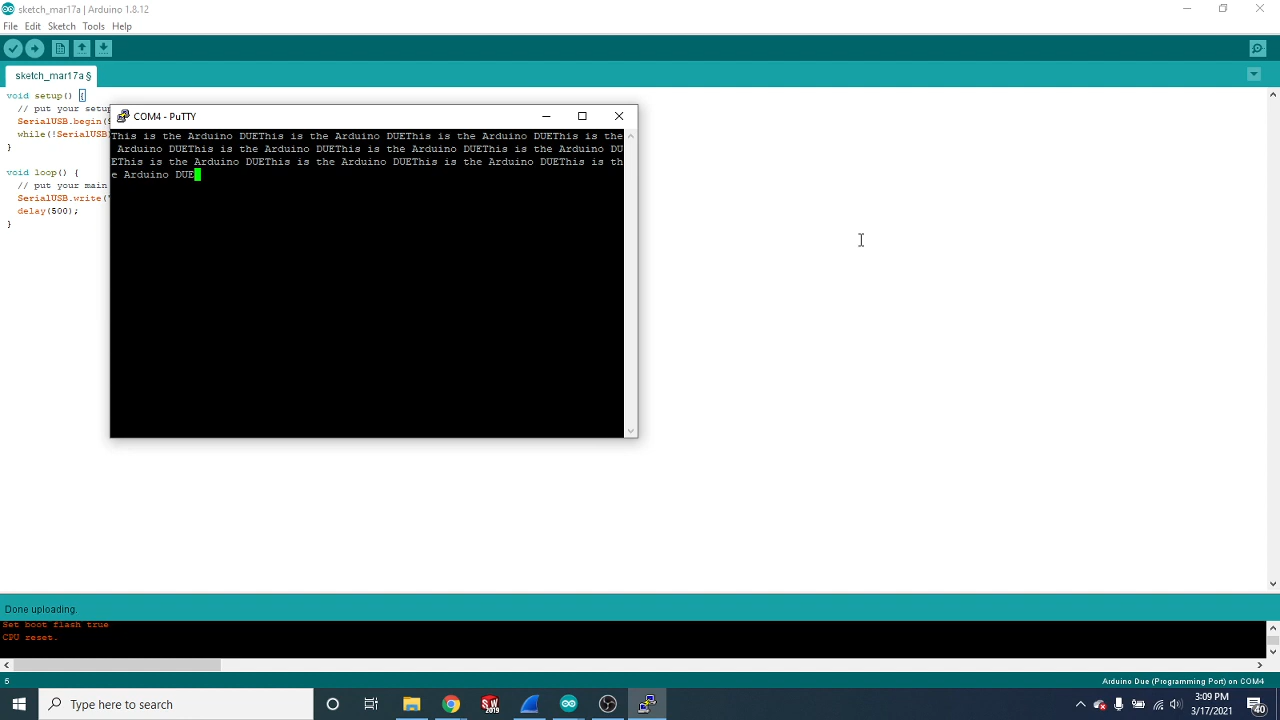 sketch_mar17a | Arduino 1.8.12
File Edit Sketch Tools Help
sketch_mar17a §
void setup() {
// put your setup
SerialUSB.begin(
while(!SerialUSB)
}
void loop() {
// put your main
SerialUSB.write(
delay(500);
}
COM4 - PuTTY
This is the Arduino DUEThis is the Arduino DUEThis is the Arduino DUEThis is the
 Arduino DUEThis is the Arduino DUEThis is the Arduino DUEThis is the Arduino DU
EThis is the Arduino DUEThis is the Arduino DUEThis is the Arduino DUEThis is th
e Arduino DUE
Done uploading.
Set boot flash true
CPU reset.
5
Arduino Due (Programming Port) on COM4
Type here to search
SW
2019
3:09 PM
3/17/2021
40